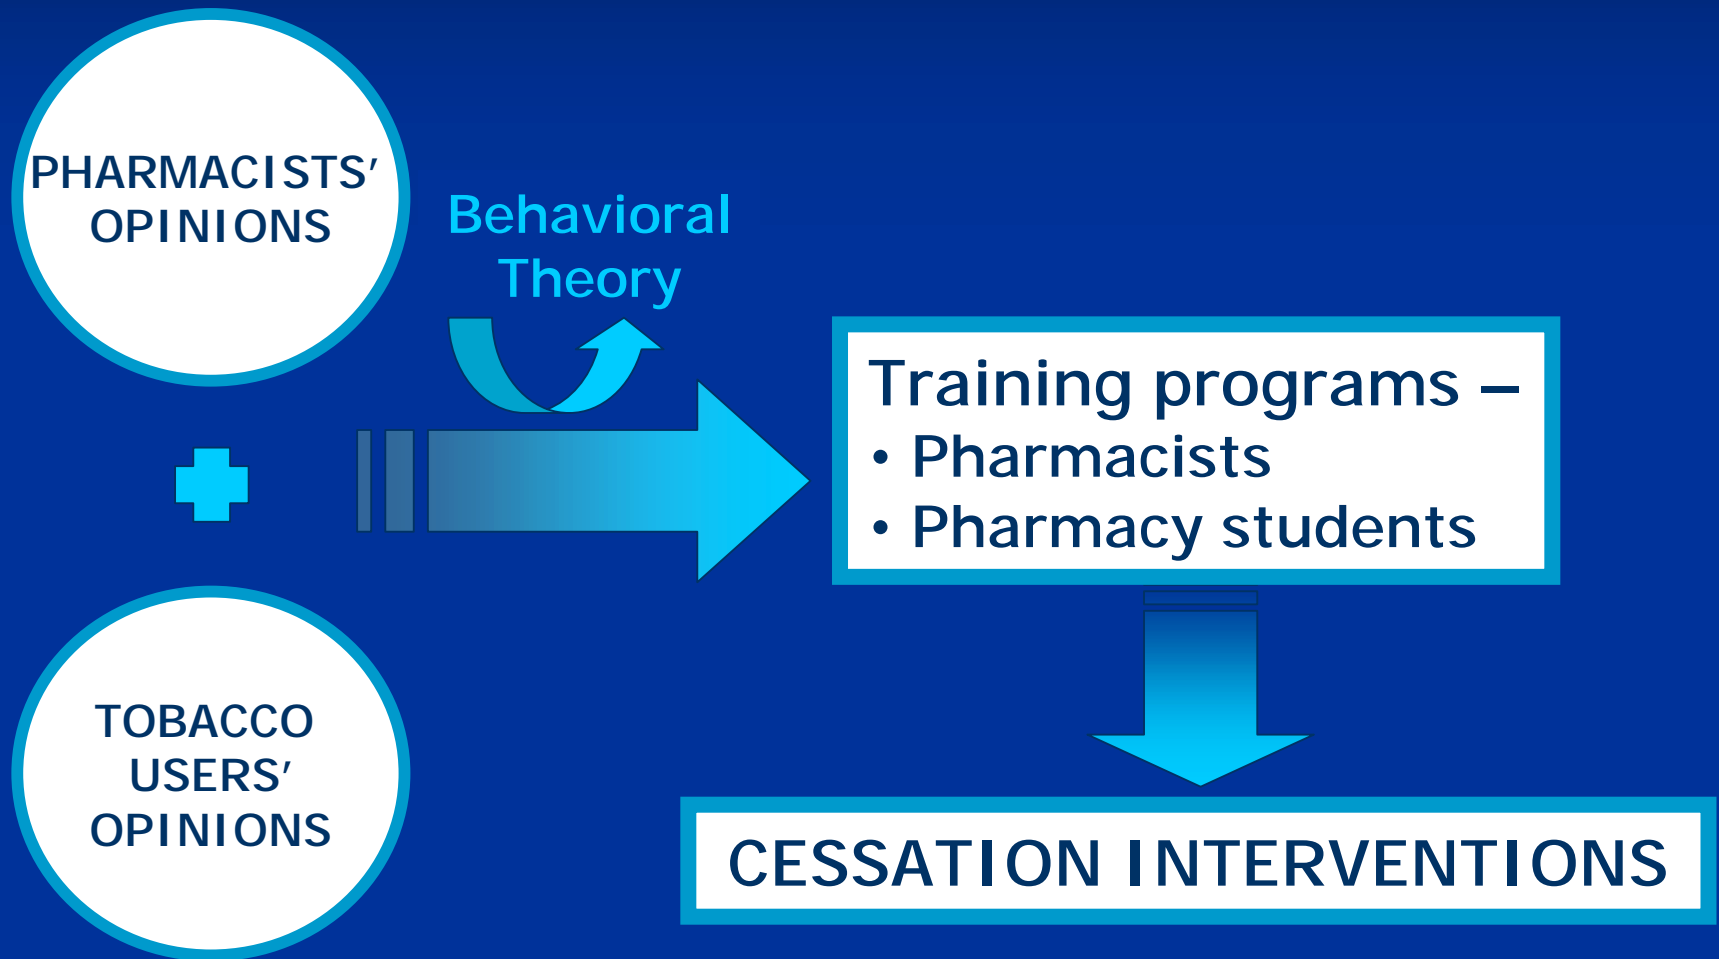 PHARMACISTS’
OPINIONS
Behavioral
Theory
TOBACCO
USERS’
OPINIONS
Training programs –
• Pharmacists
• Pharmacy students
CESSATION INTERVENTIONS